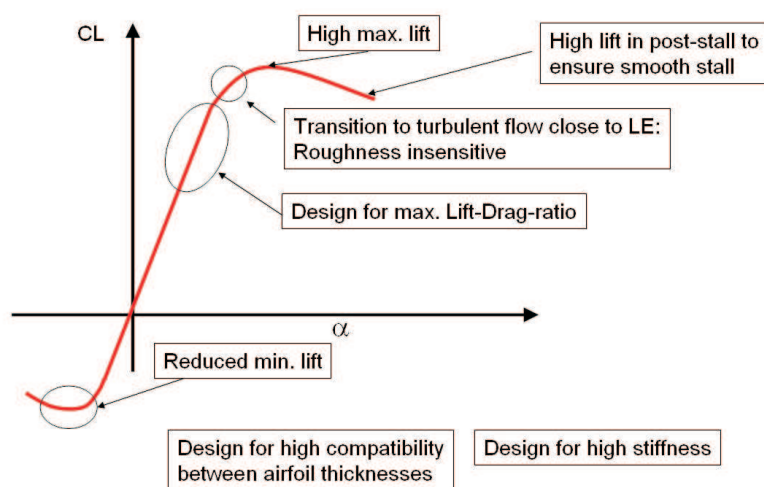 CL
High max. lift
High lift in post-stall to
ensure smooth stall
Transition to turbulent flow close to LE:
Roughness insensitive
Design for max. Lift-Drag-ratio
α
Reduced min. lift
Design for high compatibility
between airfoil thicknesses
Design for high stiffness